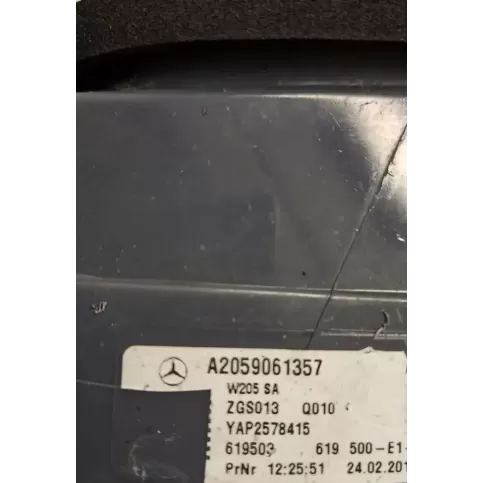 A2059061357
W205 SA
ZGS013 Q010
YAP2578415
619503 619 500-E1-
PrNr 12:25:51 24.02.201